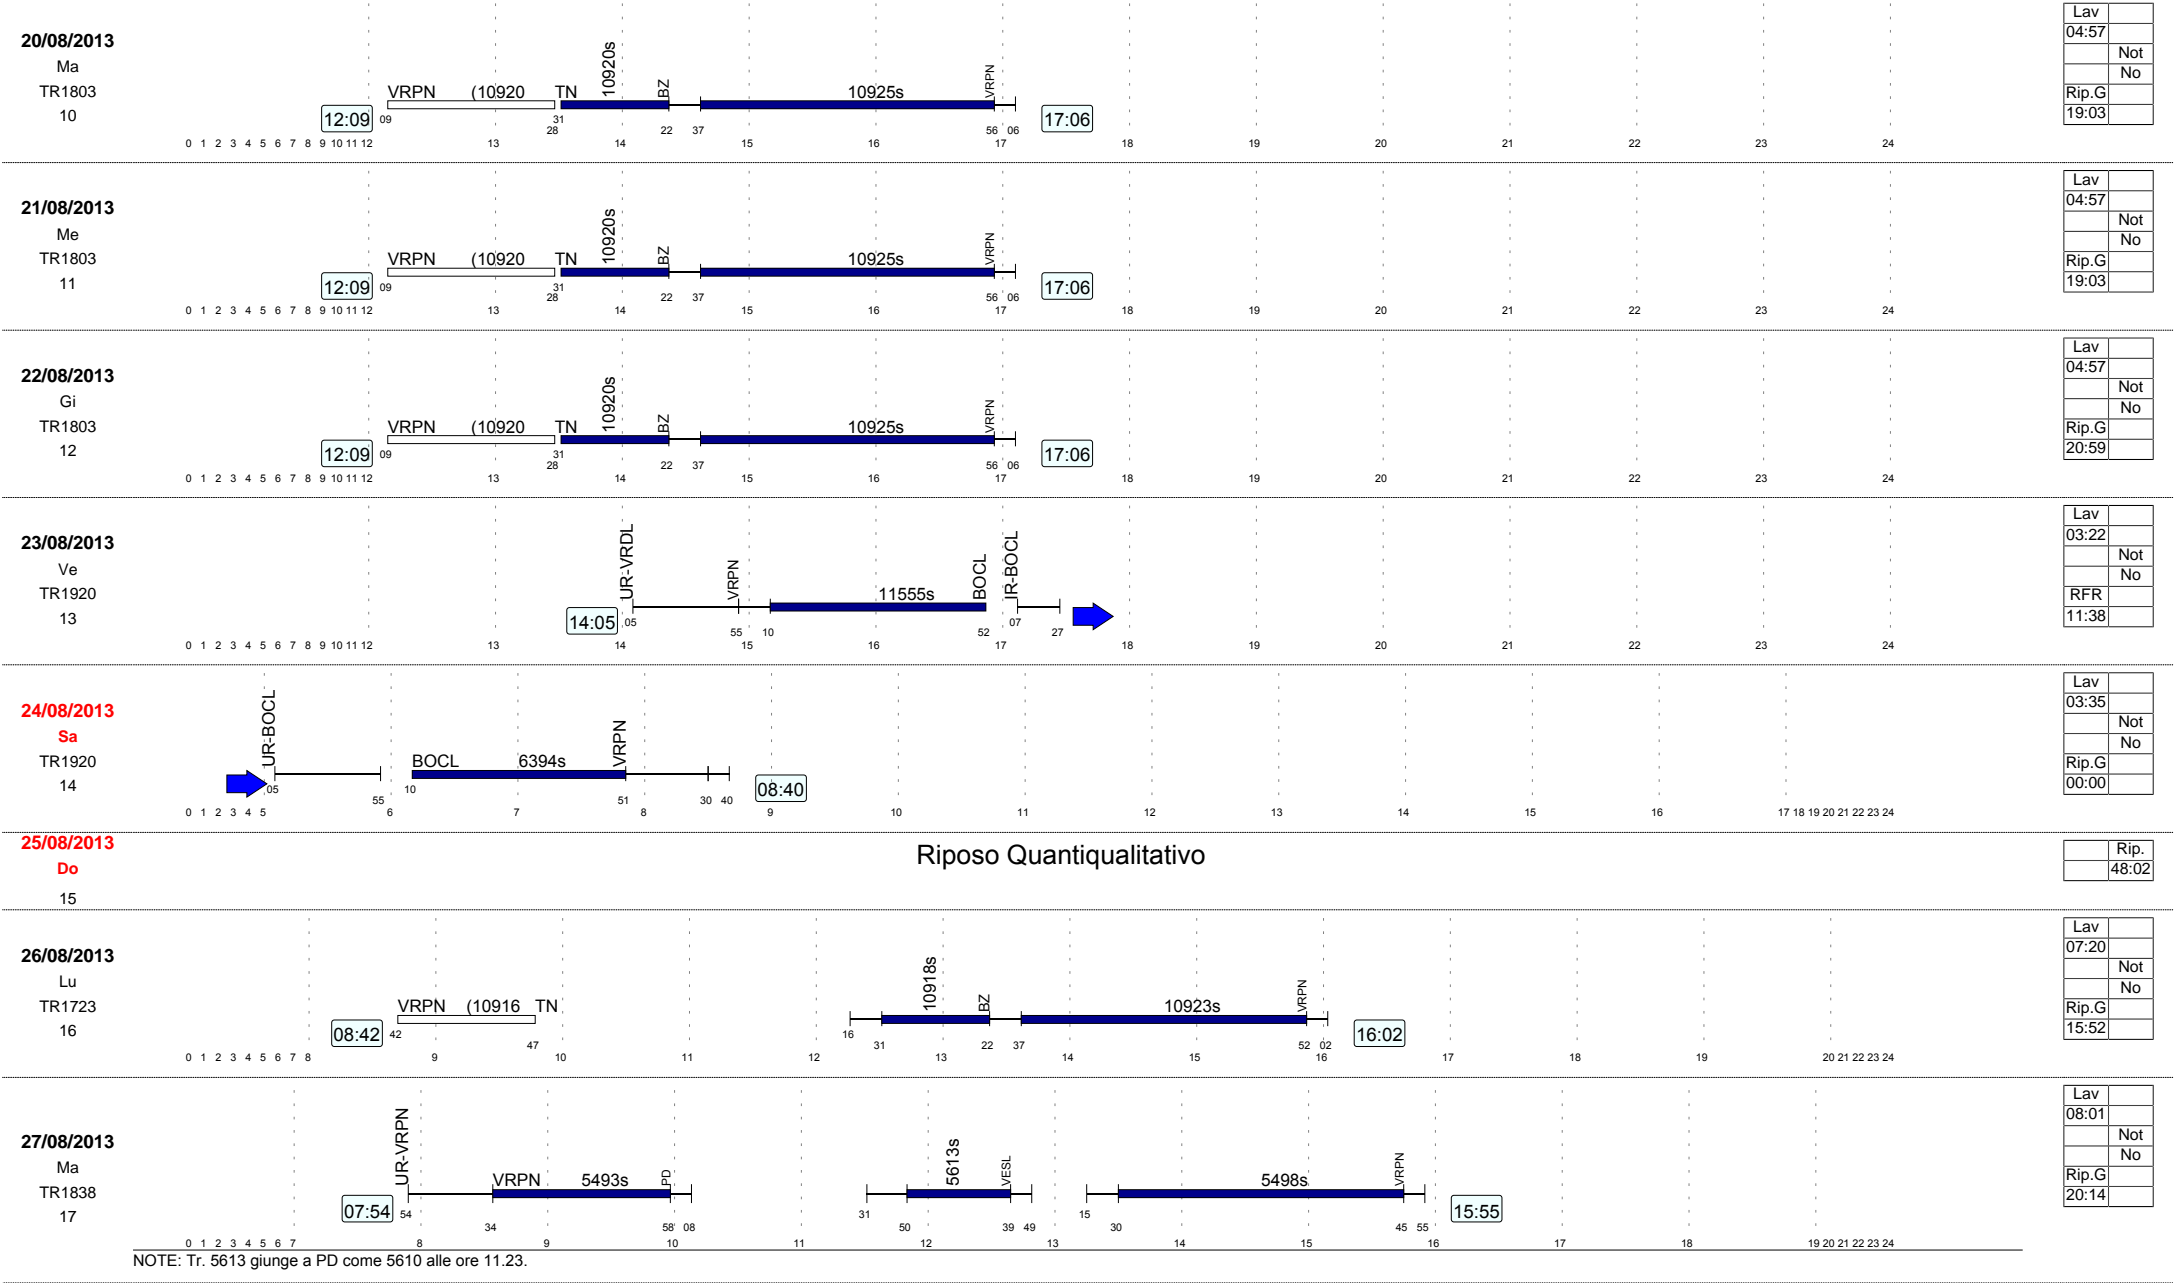 20/08/2013
Ma
TR1803
10
12:09
VRPN (10920 TN 10920s BZ 10925s VRPN
09 28 31 22 37 56 06
17:06
0 1 2 3 4 5 6 7 8 9 10 11 12 13 14 15 16 17 18 19 20 21 22 23 24
Lav
04:57
Not
No
Rip.G
19:03
21/08/2013
Me
TR1803
11
12:09
VRPN (10920 TN 10920s BZ 10925s VRPN
09 28 31 22 37 56 06
17:06
0 1 2 3 4 5 6 7 8 9 10 11 12 13 14 15 16 17 18 19 20 21 22 23 24
Lav
04:57
Not
No
Rip.G
19:03
22/08/2013
Gi
TR1803
12
12:09
VRPN (10920 TN 10920s BZ 10925s VRPN
09 28 31 22 37 56 06
17:06
0 1 2 3 4 5 6 7 8 9 10 11 12 13 14 15 16 17 18 19 20 21 22 23 24
Lav
04:57
Not
No
Rip.G
20:59
23/08/2013
Ve
TR1920
13
14:05
UR-VRDL VRPN 11555s BOCL IR-BOCL
05 55 10 52 07 27
0 1 2 3 4 5 6 7 8 9 10 11 12 13 14 15 16 17 18 19 20 21 22 23 24
Lav
03:22
Not
No
RFR
11:38
24/08/2013
Sa
TR1920
14
UR-BOCL BOCL 6394s VRPN
05 55 10 51 30 40
08:40
0 1 2 3 4 5 6 7 8 9 10 11 12 13 14 15 16 17 18 19 20 21 22 23 24
Lav
03:35
Not
No
Rip.G
00:00
25/08/2013
Do
15
Riposo Quantiqualitativo
Rip.
48:02
26/08/2013
Lu
TR1723
16
08:42
VRPN (10916 TN 10918s BZ 10923s VRPN
42 47 16 31 22 37 52 02
16:02
0 1 2 3 4 5 6 7 8 9 10 11 12 13 14 15 16 17 18 19 20 21 22 23 24
Lav
07:20
Not
No
Rip.G
15:52
27/08/2013
Ma
TR1838
17
07:54
UR-VRPN VRPN 5493s PD 5613s VESL 5498s VRPN
54 34 58 08 31 50 39 49 15 30 45 55
15:55
0 1 2 3 4 5 6 7 8 9 10 11 12 13 14 15 16 17 18 19 20 21 22 23 24
Lav
08:01
Not
No
Rip.G
20:14
NOTE: Tr. 5613 giunge a PD come 5610 alle ore 11.23.